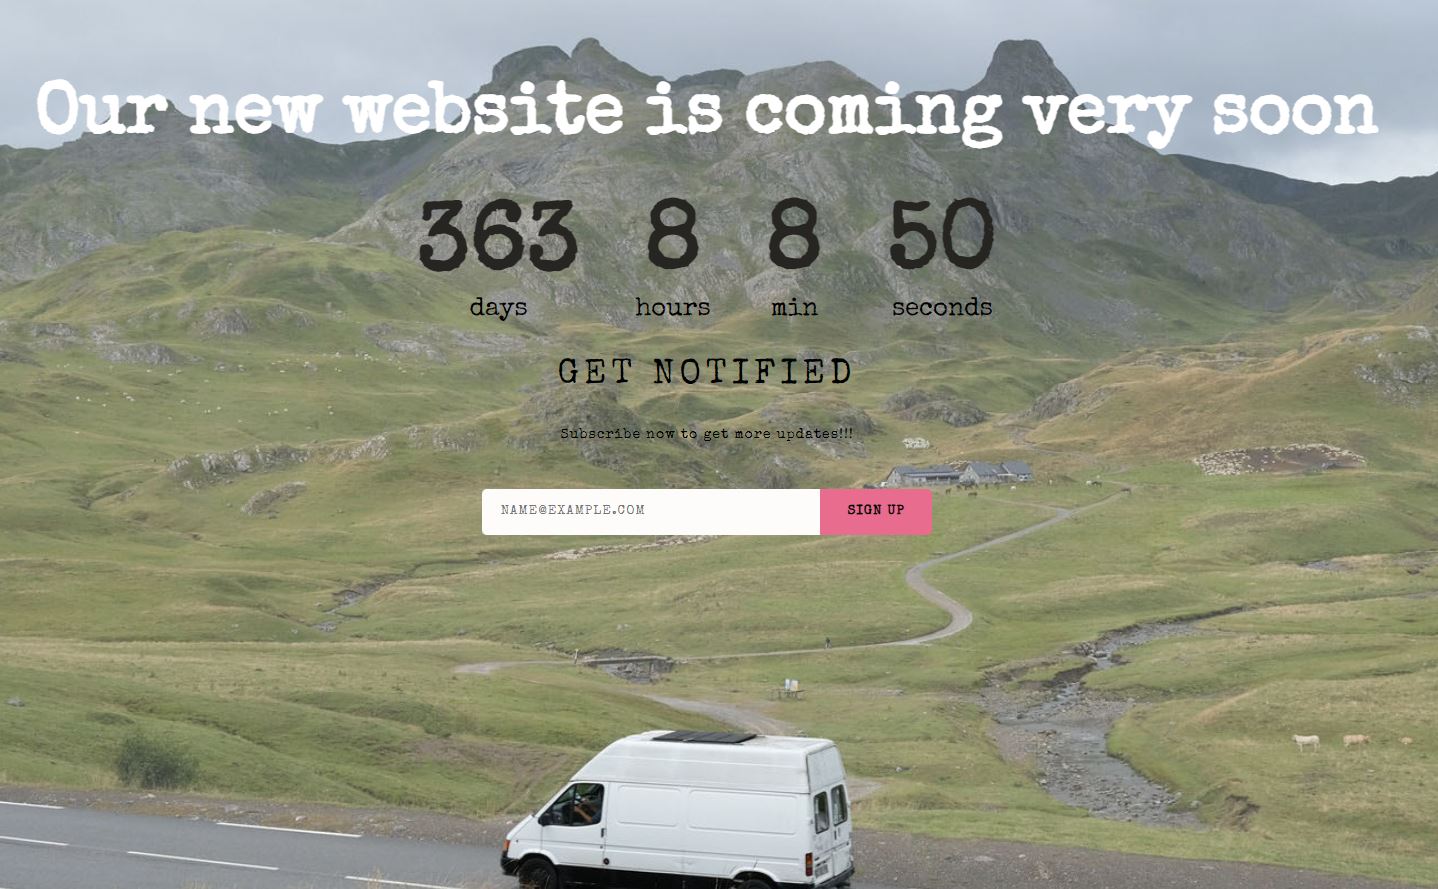 Our new website is coming very soon
363 8 8 50
days hours min seconds
GET NOTIFIED
Subscribe now to get more updates!!!
NAME@EXAMPLE.COM SIGN UP